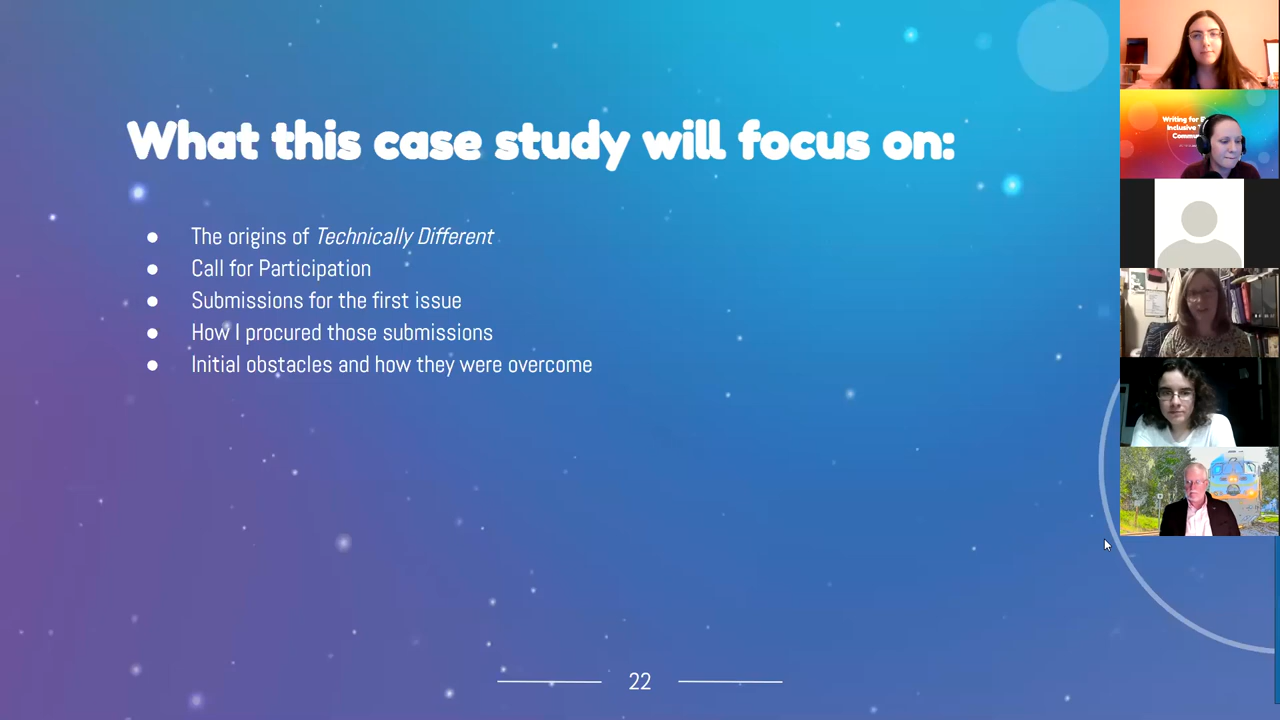 What this case study will focus on:
● The origins of Technically Different
● Call for Participation
● Submissions for the first issue
● How I procured those submissions
● Initial obstacles and how they were overcome
22
Writing for
Inclusive